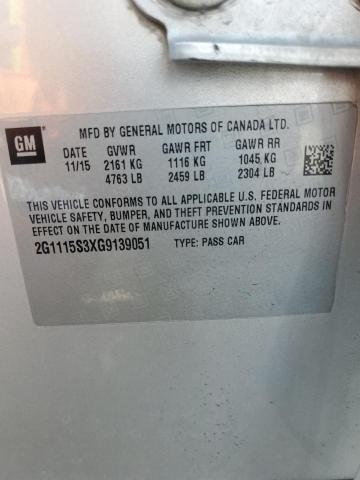 GM
MFD BY GENERAL MOTORS OF CANADA LTD.
DATE GVWR GAWR FRT GAWR RR
11/15 2161 KG 1116 KG 1045 KG
4763 LB 2459 LB 2304 LB
THIS VEHICLE CONFORMS TO ALL APPLICABLE U.S. FEDERAL MOTOR
VEHICLE SAFETY, BUMPER, AND THEFT PREVENTION STANDARDS IN
EFFECT ON THE DATE OF MANUFACTURE SHOWN ABOVE.
2G1115S3XG9139051 TYPE: PASS CAR